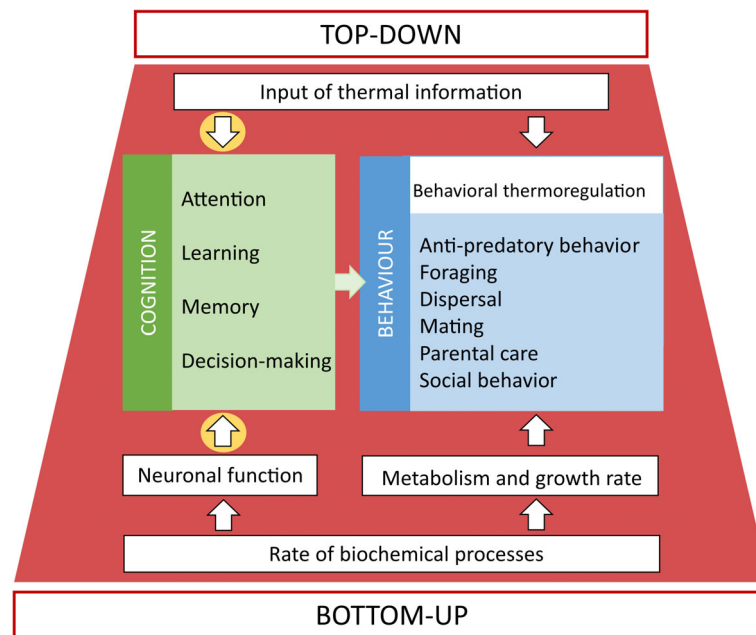 TOP-DOWN
Input of thermal information
COGNITION
Attention
Learning
Memory
Decision-making
BEHAVIOUR
Behavioral thermoregulation
Anti-predatory behavior
Foraging
Dispersal
Mating
Parental care
Social behavior
Neuronal function
Metabolism and growth rate
Rate of biochemical processes
BOTTOM-UP